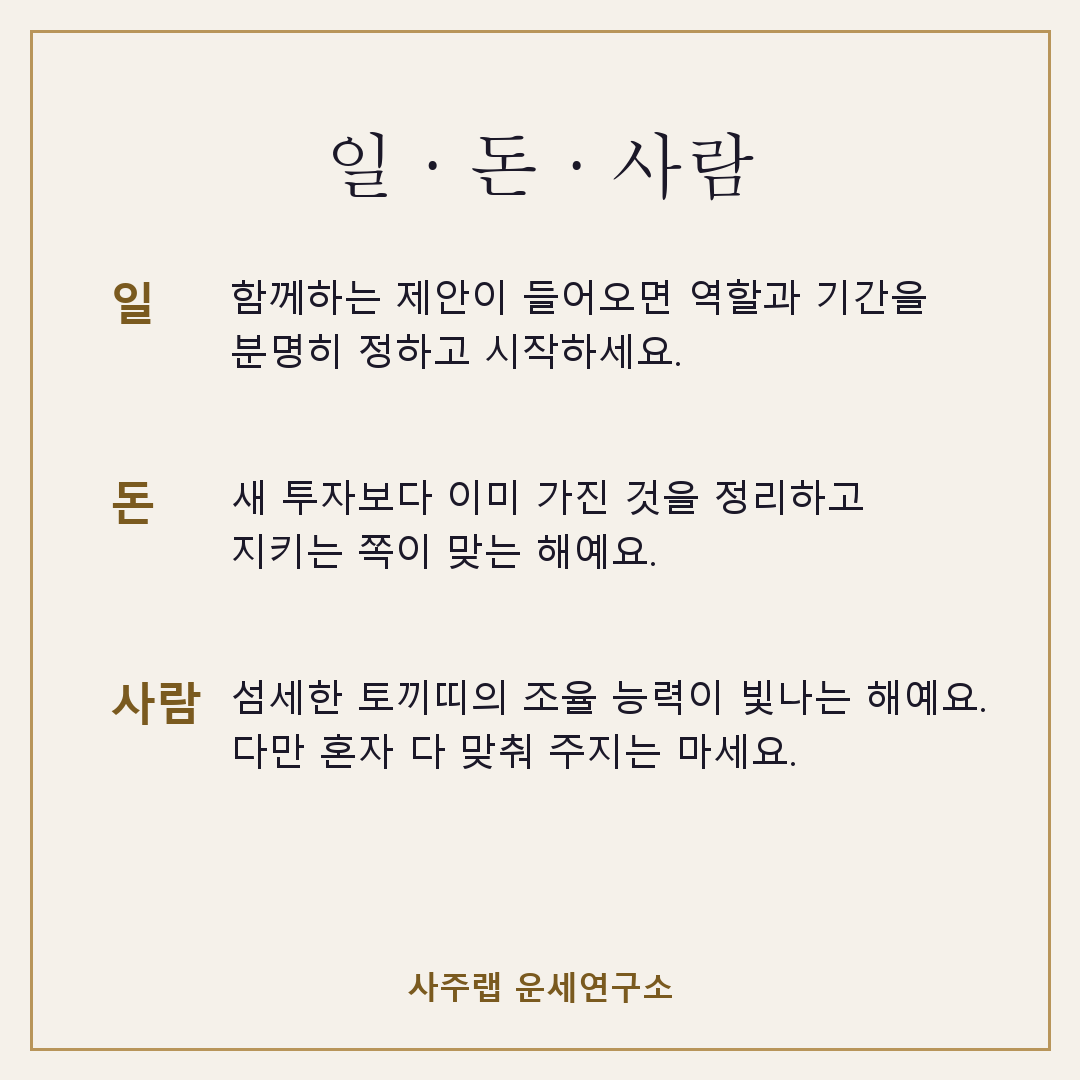 일 · 돈 · 사람
일 함께하는 제안이 들어오면 역할과 기간을
분명히 정하고 시작하세요.
돈 새 투자보다 이미 가진 것을 정리하고
지키는 쪽이 맞는 해예요.
사람 섬세한 토끼띠의 조율 능력이 빛나는 해예요.
다만 혼자 다 맞춰 주지는 마세요.
사주랩 운세연구소